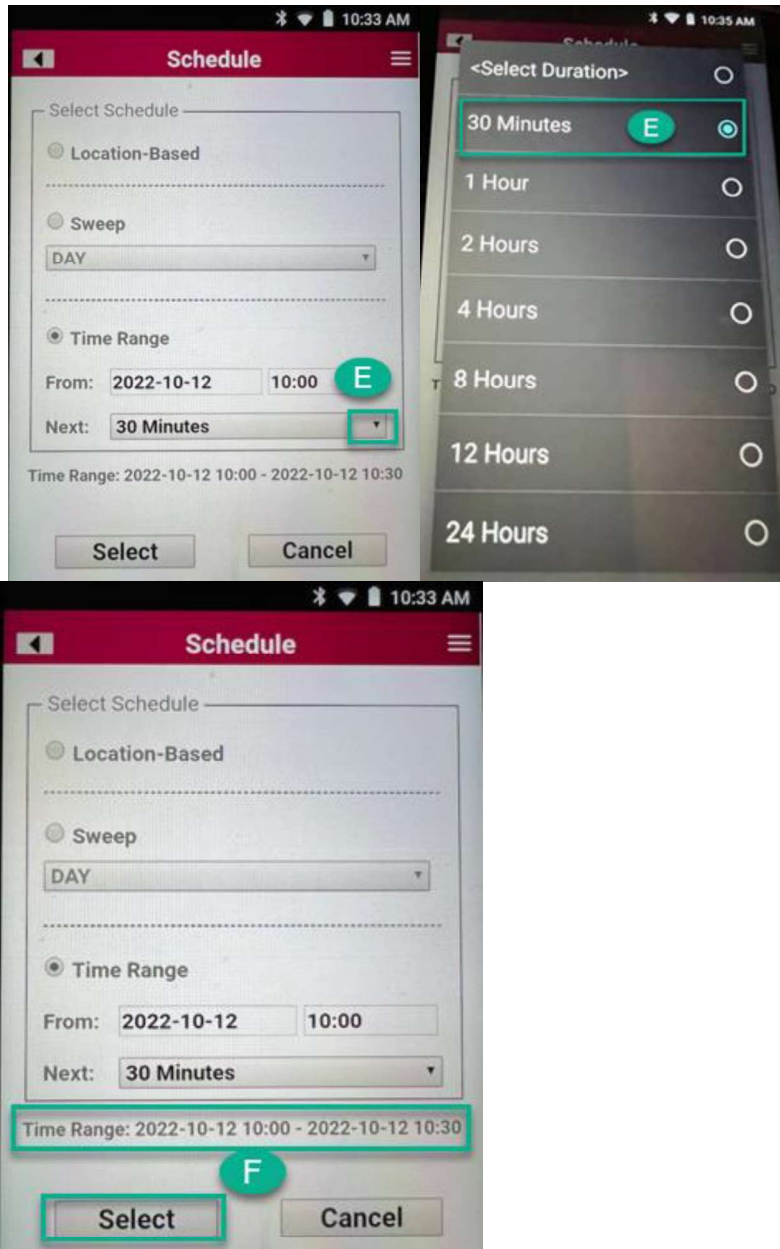 10:33 AM
Schedule
Select Schedule
Location-Based
Sweep
DAY
Time Range
From: 2022-10-12 10:00 E
Next: 30 Minutes
Time Range: 2022-10-12 10:00 - 2022-10-12 10:30
Select Cancel
10:35 AM
Schedule
<Select Duration>
30 Minutes E
1 Hour
2 Hours
4 Hours
8 Hours
12 Hours
24 Hours
10:33 AM
Schedule
Select Schedule
Location-Based
Sweep
DAY
Time Range
From: 2022-10-12 10:00
Next: 30 Minutes
Time Range: 2022-10-12 10:00 - 2022-10-12 10:30
F
Select Cancel